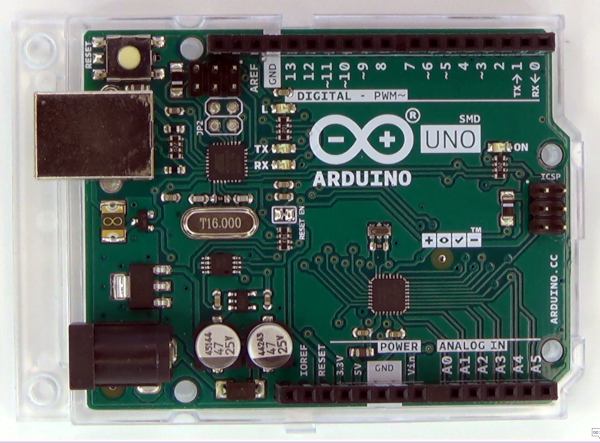 RESET
AREF
GND
13
12
~11
~10
~9
8
7
~6
~5
4
~3
2
TX→1
RX←0
DIGITAL - PWM~
JP2
L
TX
RX
®
SMD
UNO
ON
ARDUINO
ICSP
T16.000
RESET EN
TM
ARDUINO.CC
47
25V
47
25V
IOREF
RESET
3.3V
5V
GND
Vin
POWER
ANALOG IN
A0
A1
A2
A3
A4
A5